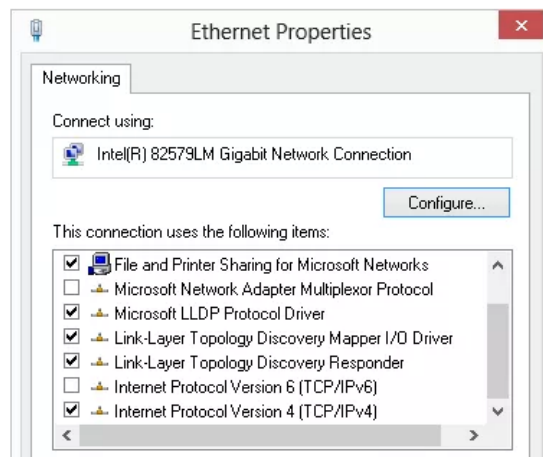 Ethernet Properties
Networking
Connect using:
Intel(R) 82579LM Gigabit Network Connection
Configure...
This connection uses the following items:
File and Printer Sharing for Microsoft Networks
Microsoft Network Adapter Multiplexor Protocol
Microsoft LLDP Protocol Driver
Link-Layer Topology Discovery Mapper I/O Driver
Link-Layer Topology Discovery Responder
Internet Protocol Version 6 (TCP/IPv6)
Internet Protocol Version 4 (TCP/IPv4)